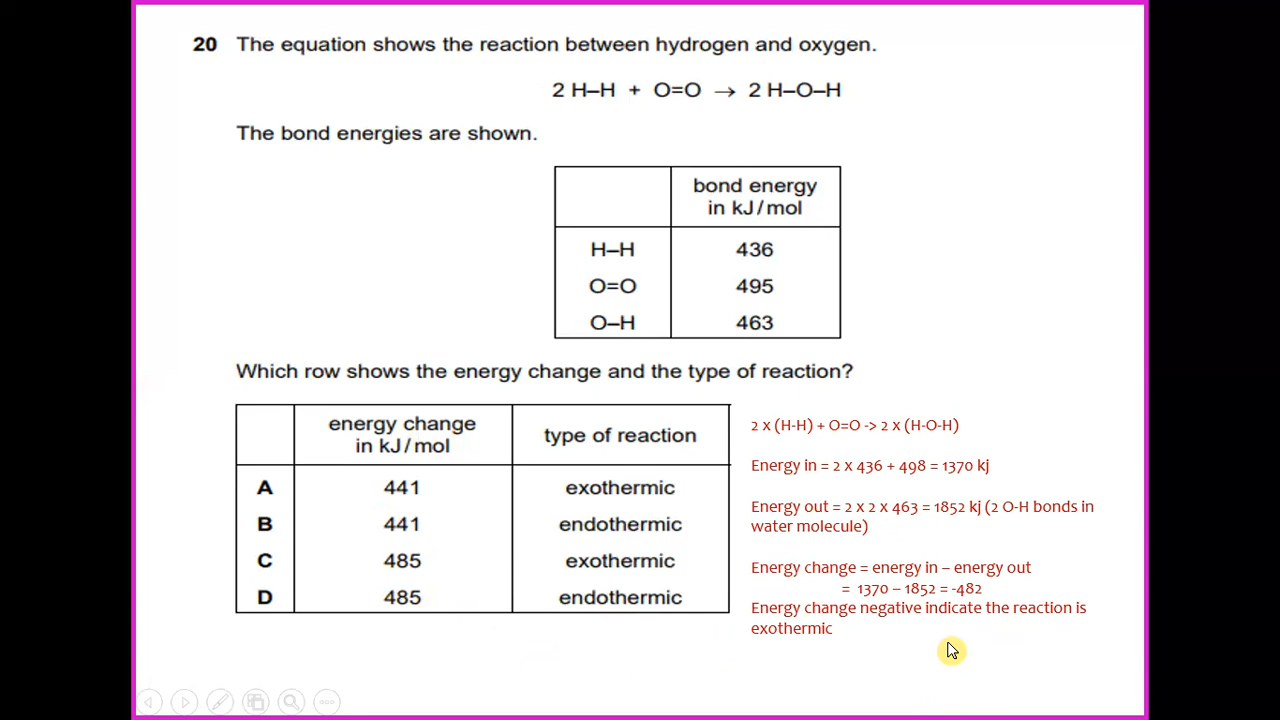 20 The equation shows the reaction between hydrogen and oxygen.
2 H–H + O=O → 2 H–O–H
The bond energies are shown.
bond energy
in kJ / mol
H–H 436
O=O 495
O–H 463
Which row shows the energy change and the type of reaction?
energy change
in kJ / mol
type of reaction
A 441 exothermic
B 441 endothermic
C 485 exothermic
D 485 endothermic
2 x (H-H) + O=O -> 2 x (H-O-H)
Energy in = 2 x 436 + 498 = 1370 kj
Energy out = 2 x 2 x 463 = 1852 kj (2 O-H bonds in
water molecule)
Energy change = energy in – energy out
= 1370 – 1852 = -482
Energy change negative indicate the reaction is
exothermic